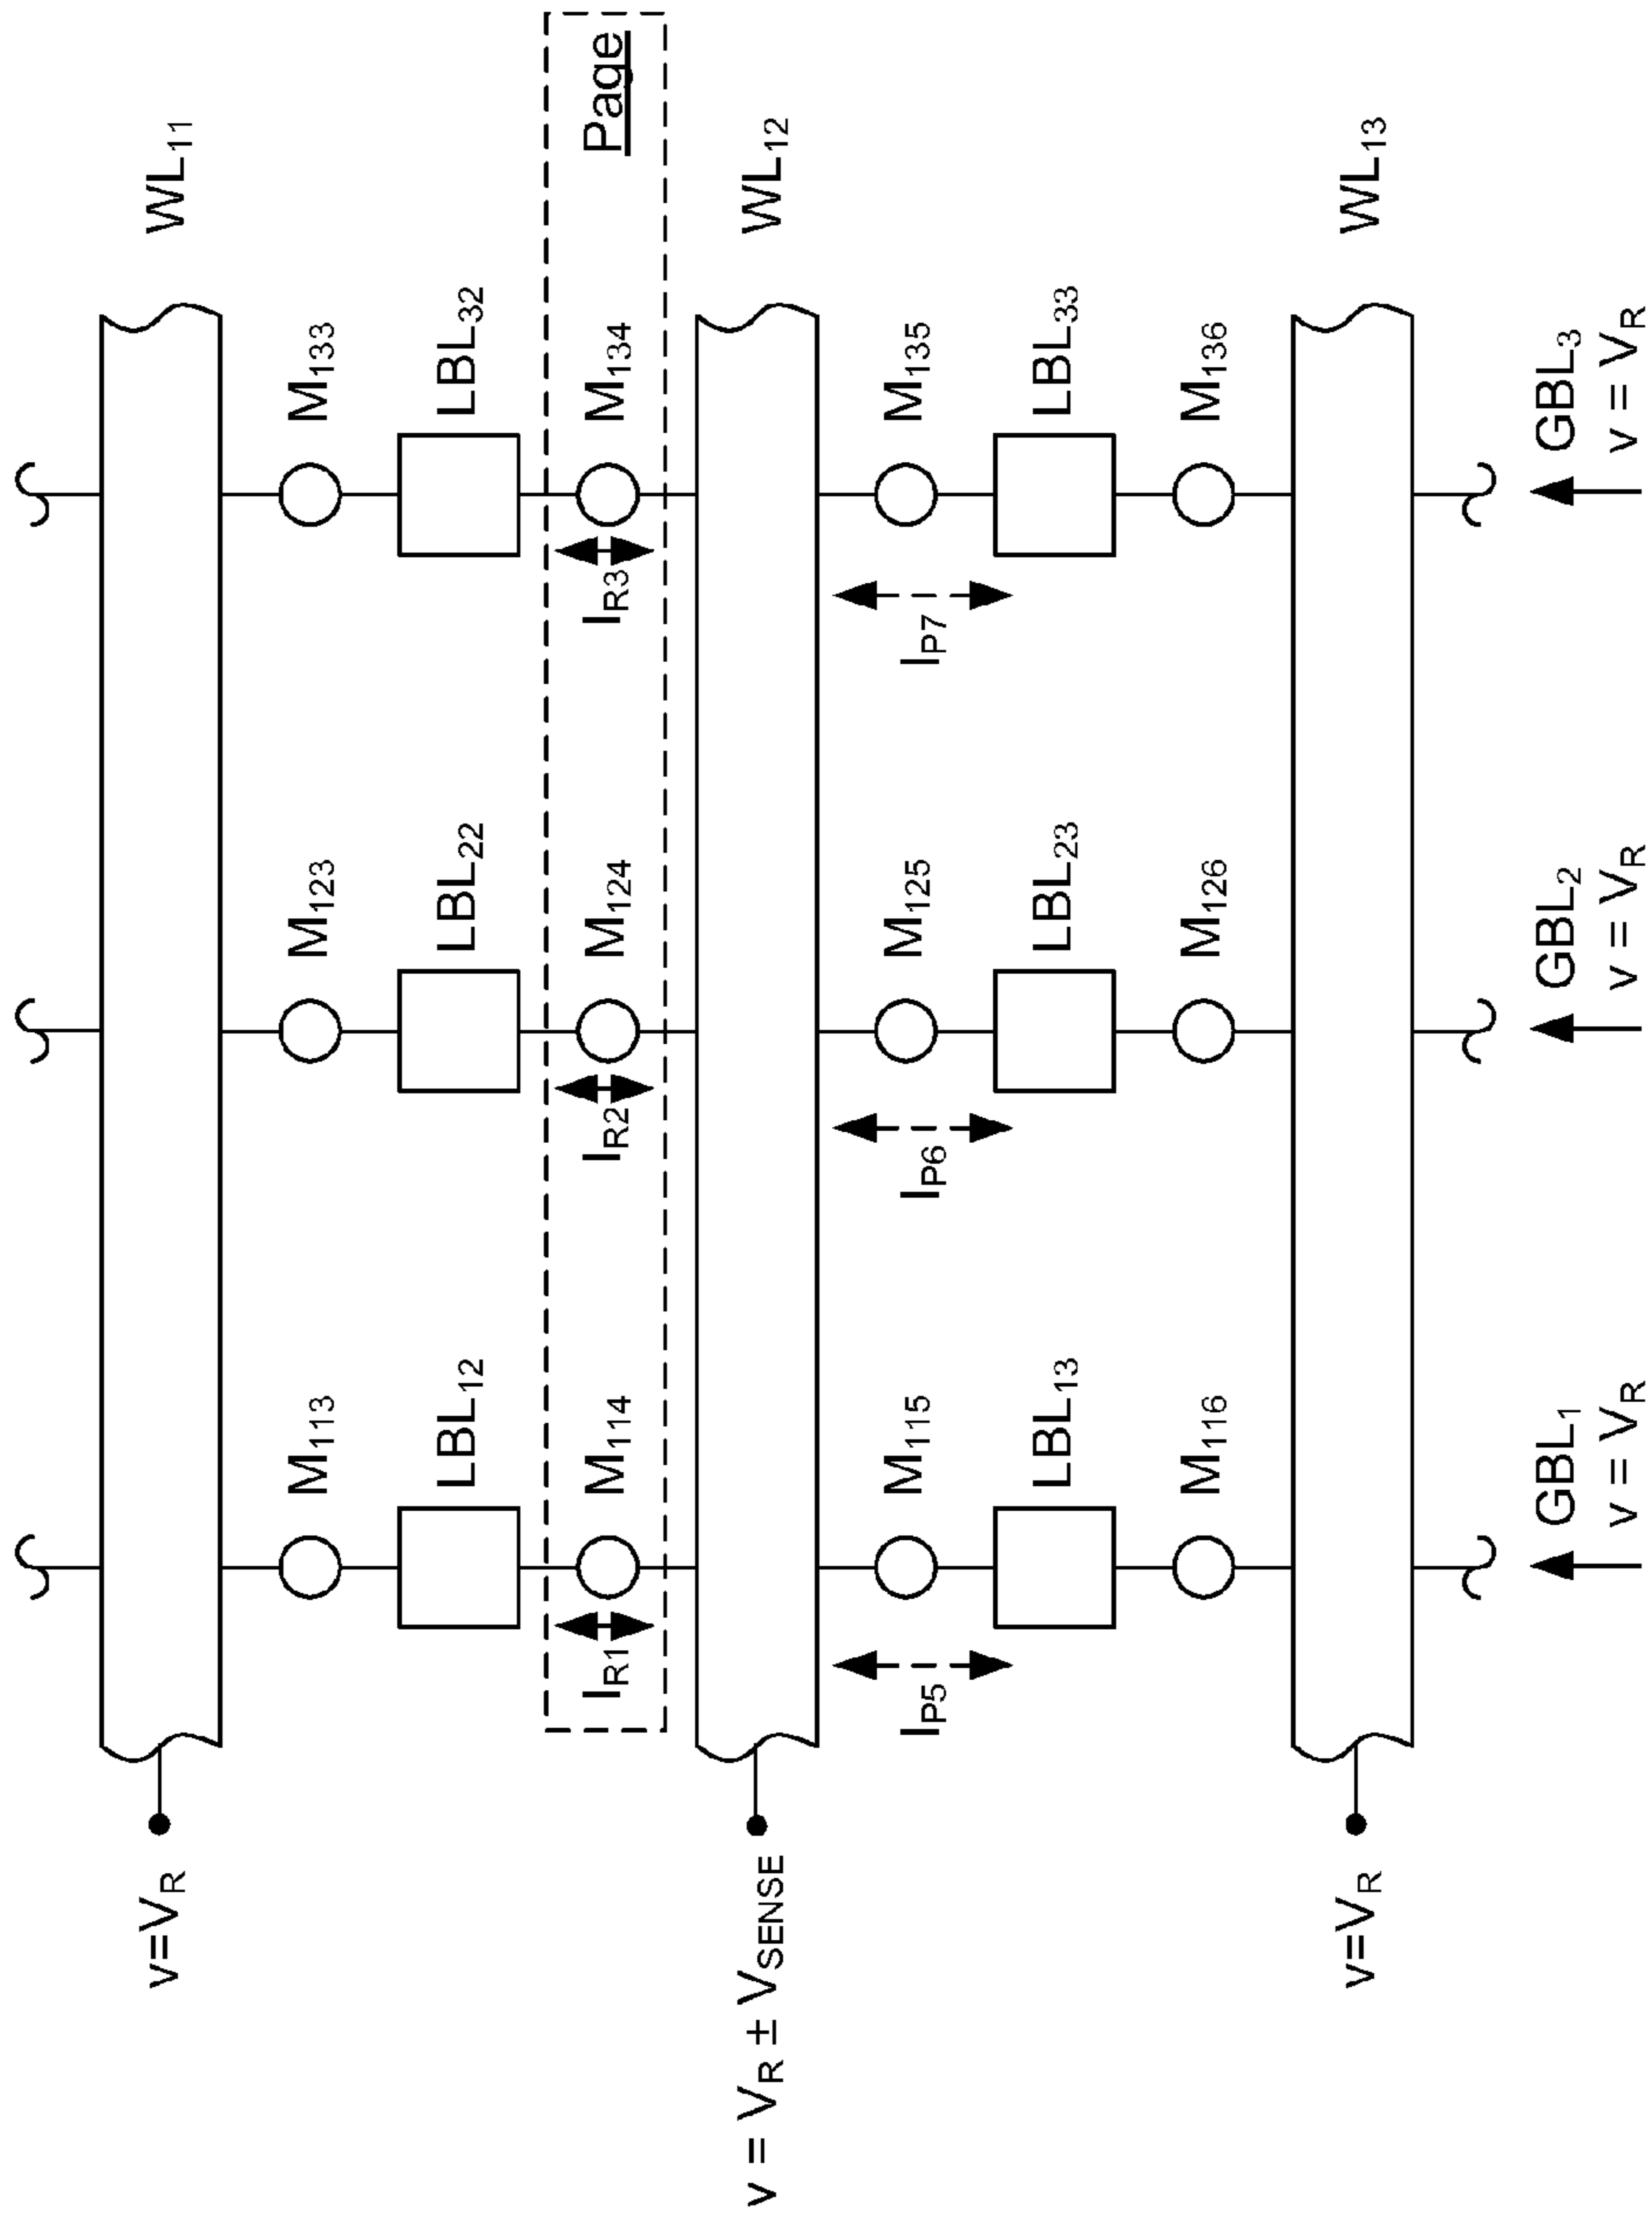 Page
WL11
M133
LBL32
M134
IR3
WL12
M135
LBL33
IP7
M136
WL13
GBL3
v = VR
M123
LBL22
M124
IR2
M125
LBL23
IP6
M126
GBL2
v = VR
M113
LBL12
M114
IR1
M115
LBL13
IP5
M116
GBL1
v = VR
v=VR
v = VR ± VSENSE
v=VR